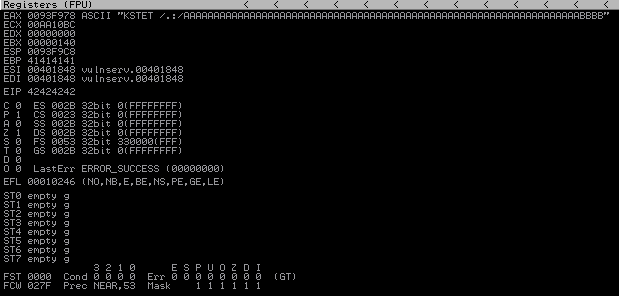 Registers (FPU) < < < < < < < < < < < <
EAX 0093F978 ASCII "KSTET /.:/AAAAAAAAAAAAAAAAAAAAAAAAAAAAAAAAAAAAAAAAAAAAAAAAAAAAAAAAAAAAAAAAAABBBB"
ECX 00AA10BC
EDX 00000000
EBX 00000140
ESP 0093F9C8
EBP 41414141
ESI 00401848 vulnserv.00401848
EDI 00401848 vulnserv.00401848
EIP 42424242
C 0 ES 002B 32bit 0(FFFFFFFF)
P 1 CS 0023 32bit 0(FFFFFFFF)
A 0 SS 002B 32bit 0(FFFFFFFF)
Z 1 DS 002B 32bit 0(FFFFFFFF)
S 0 FS 0053 32bit 330000(FFF)
T 0 GS 002B 32bit 0(FFFFFFFF)
D 0
O 0 LastErr ERROR_SUCCESS (00000000)
EFL 00010246 (NO,NB,E,BE,NS,PE,GE,LE)
ST0 empty g
ST1 empty g
ST2 empty g
ST3 empty g
ST4 empty g
ST5 empty g
ST6 empty g
ST7 empty g
3 2 1 0 E S P U O Z D I
FST 0000 Cond 0 0 0 0 Err 0 0 0 0 0 0 0 0 (GT)
FCW 027F Prec NEAR,53 Mask 1 1 1 1 1 1